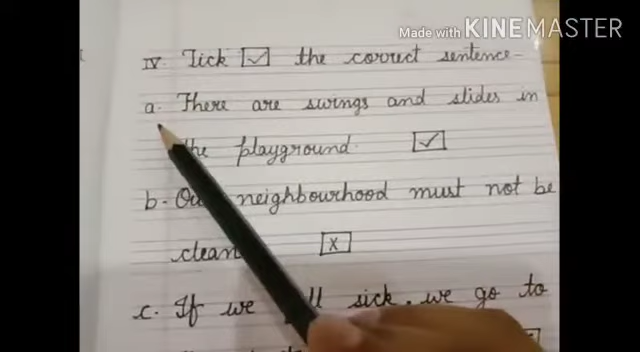 Made with KINEMASTER
IV. Tick ☑ the correct sentence-
a. There are swings and slides in
the playground. ☑
b. Our neighbourhood must not be
clean ☒
c. If we fall sick, we go to